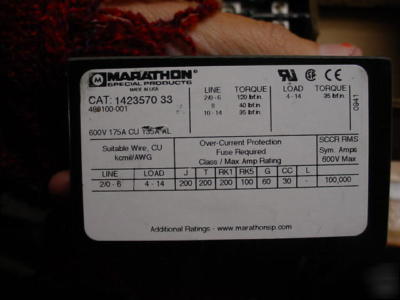 MARATHON
SPECIAL PRODUCTS
MADE IN USA
CAT: 1423570 33
480100-001
600V 175A CU 135A AL
LINE TORQUE
2/0-6 120 lbf.in
8 40 lbf.in
10-14 35 lbf.in
LOAD TORQUE
4-14 35 lbf.in
0941
Suitable Wire, CU
kcmil/AWG
Over-Current Protection
Fuse Required
Class / Max Amp Rating
SCCR RMS
Sym. Amps
600V Max
LINE LOAD J T RK1 RK5 G CC L
2/0 - 6 4 - 14 200 200 200 100 60 30 - 100,000
Additional Ratings - www.marathonsp.com